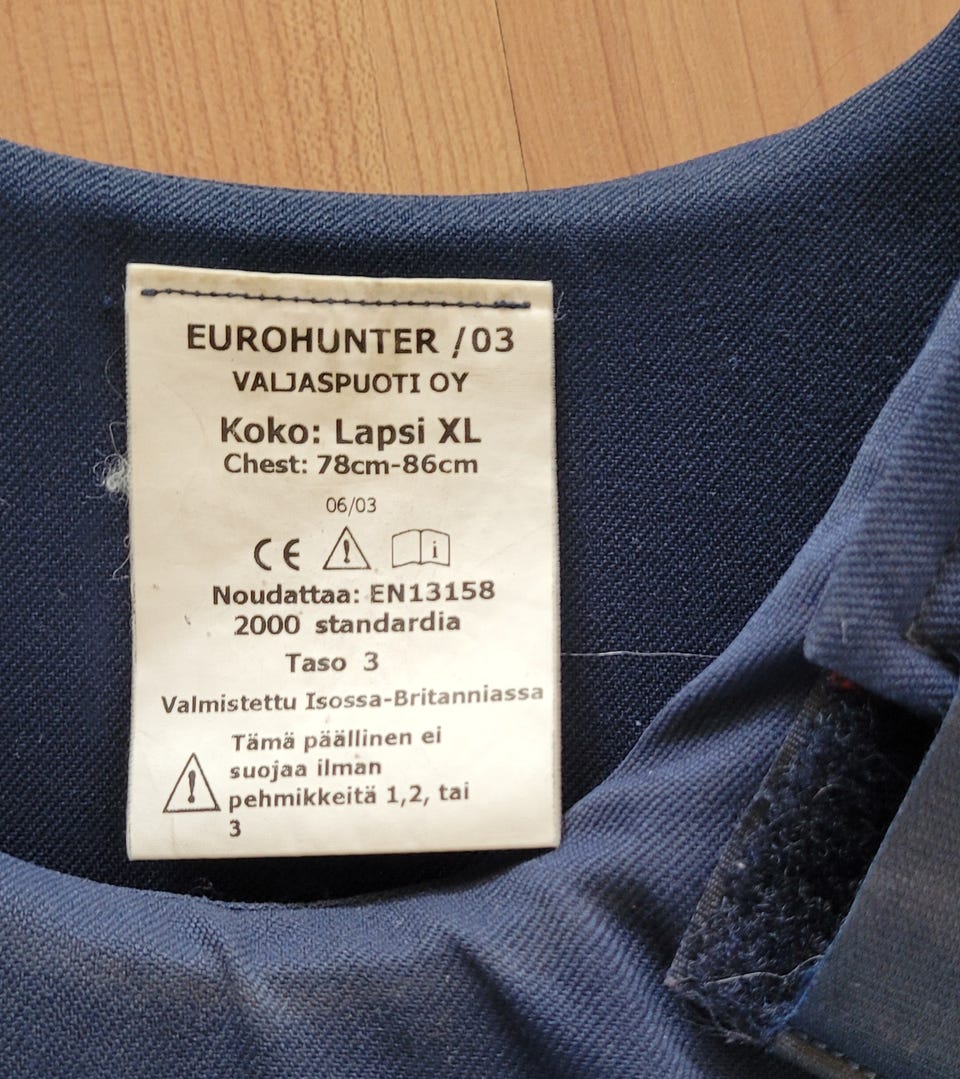 EUROHUNTER /03
VALJASPUOTI OY
Koko: Lapsi XL
Chest: 78cm-86cm
06/03
CE ! i
Noudattaa: EN13158
2000 standardia
Taso 3
Valmistettu Isossa-Britanniassa
Tämä päällinen ei
suojaa ilman
! pehmikkeitä 1,2, tai
3